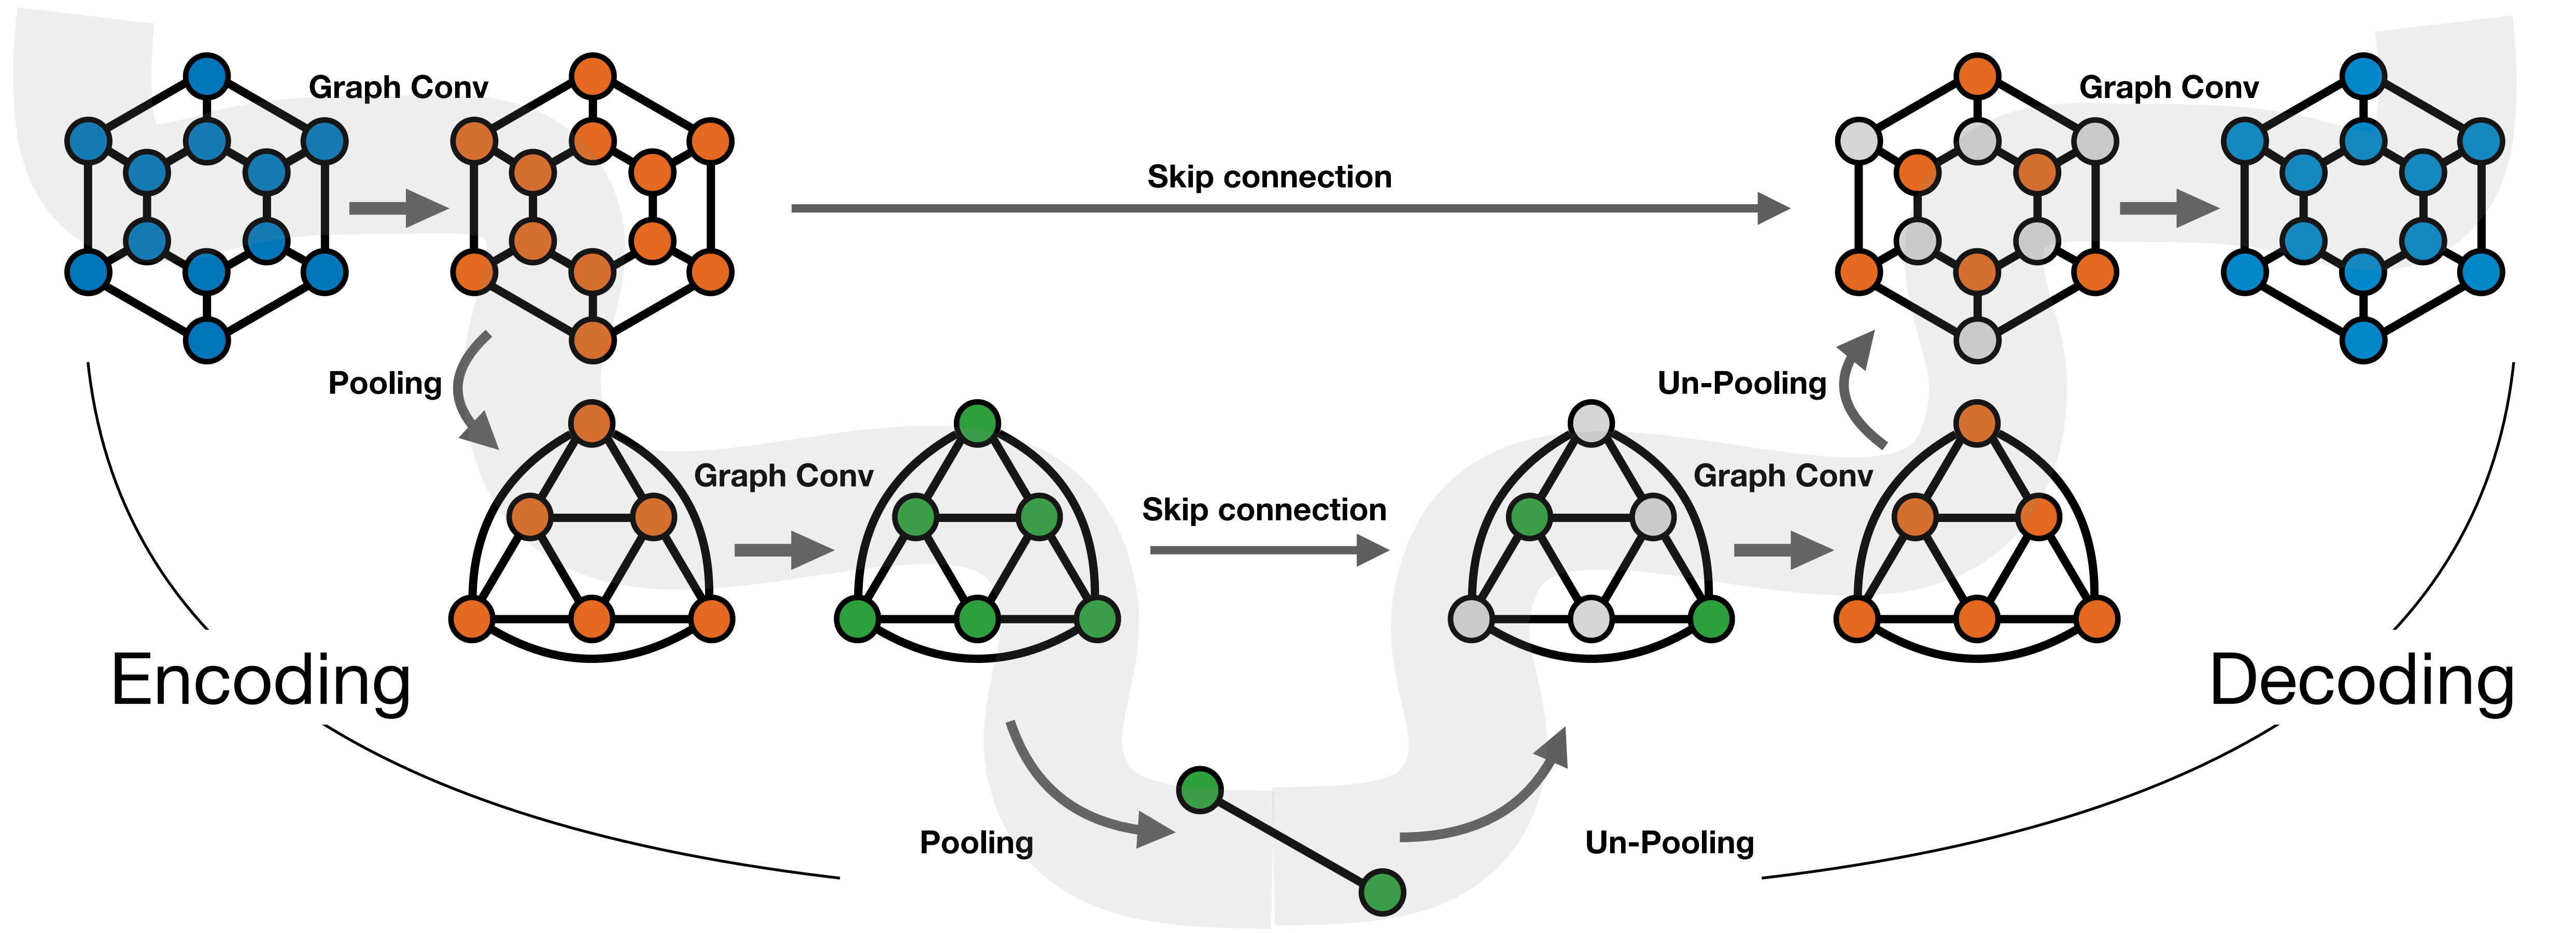 Graph Conv
Graph Conv
Skip connection
Pooling
Un-Pooling
Graph Conv
Skip connection
Graph Conv
Encoding
Decoding
Pooling
Un-Pooling